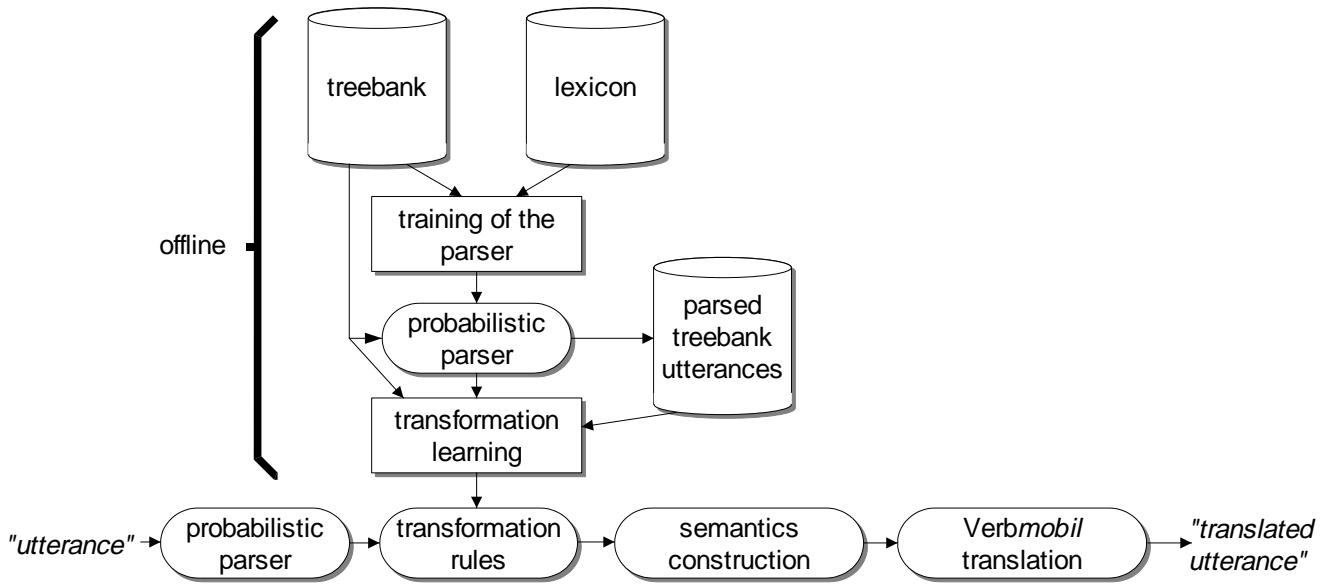 treebank
lexicon
training of the
parser
offline
parsed
treebank
utterances
probabilistic
parser
transformation
learning
"utterance"
probabilistic
parser
transformation
rules
semantics
construction
Verbmobil
translation
"translated
utterance"